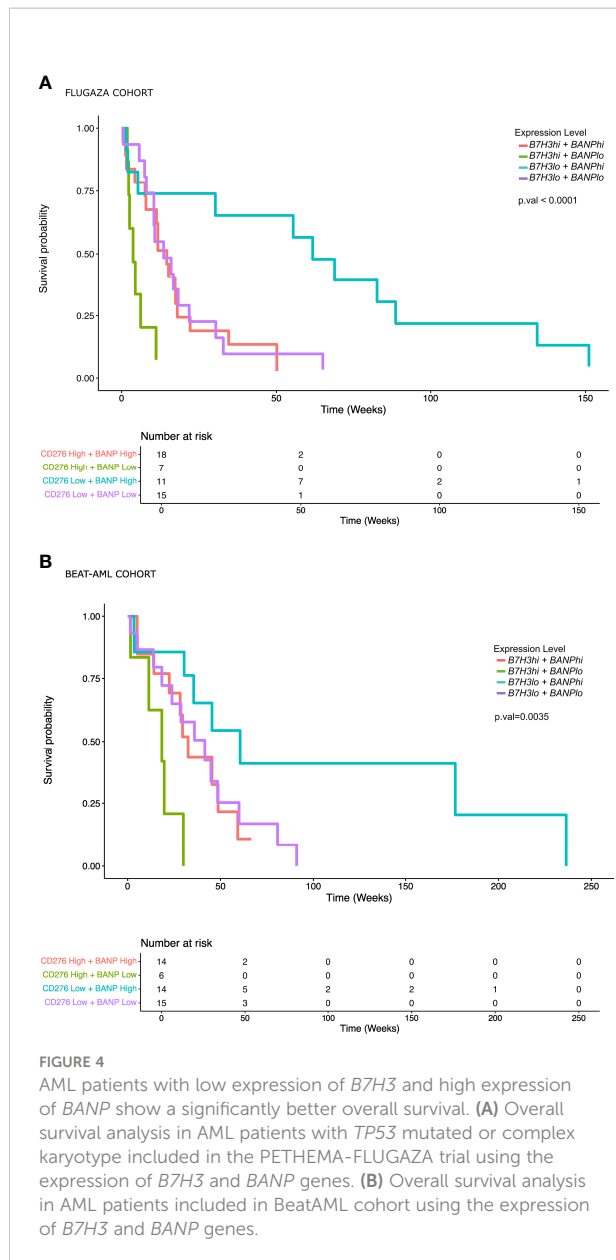 A
FLUGAZA COHORT
Expression Level
B7H3hi + BANPhi
B7H3hi + BANPlo
B7H3lo + BANPhi
B7H3lo + BANPlo
p.val < 0.0001
Survival probability
1.00
0.75
0.50
0.25
0.00
0 50 100 150
Time (Weeks)
Number at risk
CD276 High + BANP High 18 2 0 0
CD276 High + BANP Low 7 0 0 0
CD276 Low + BANP High 11 7 2 1
CD276 Low + BANP Low 15 1 0 0
0 50 100 150
Time (Weeks)
B
BEAT-AML COHORT
Expression Level
B7H3hi + BANPhi
B7H3hi + BANPlo
B7H3lo + BANPhi
B7H3lo + BANPlo
p.val=0.0035
Survival probability
1.00
0.75
0.50
0.25
0.00
0 50 100 150 200 250
Time (Weeks)
Number at risk
CD276 High + BANP High 14 2 0 0 0 0
CD276 High + BANP Low 6 0 0 0 0 0
CD276 Low + BANP High 14 5 2 2 1 0
CD276 Low + BANP Low 15 3 0 0 0 0
0 50 100 150 200 250
Time (Weeks)
FIGURE 4
AML patients with low expression of B7H3 and high expression
of BANP show a significantly better overall survival. (A) Overall
survival analysis in AML patients with TP53 mutated or complex
karyotype included in the PETHEMA-FLUGAZA trial using the
expression of B7H3 and BANP genes. (B) Overall survival analysis
in AML patients included in BeatAML cohort using the expression
of B7H3 and BANP genes.